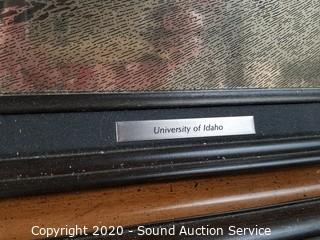 University of Idaho
Copyright 2020 - Sound Auction Service